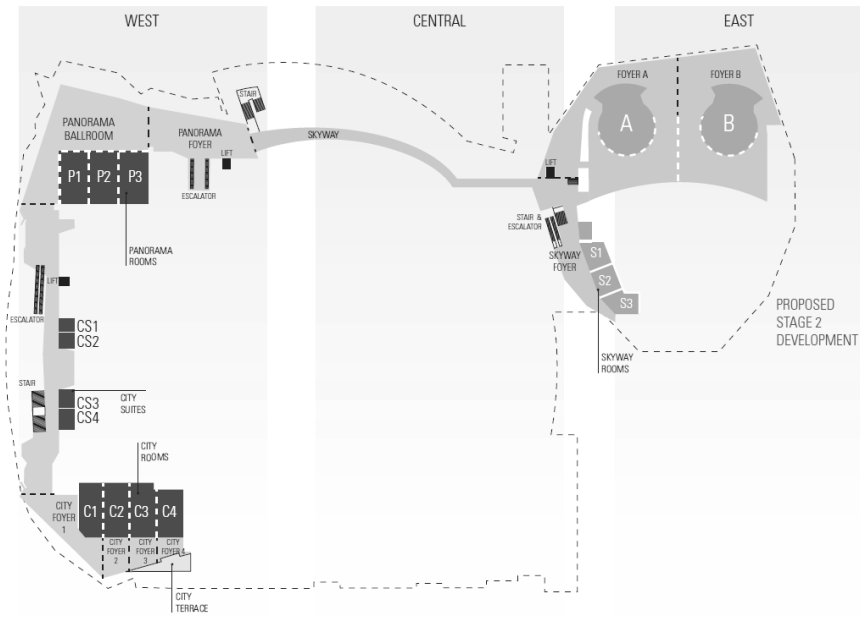 WEST
CENTRAL
EAST
STAIR
FOYER A
FOYER B
PANORAMA
BALLROOM
PANORAMA
FOYER
SKYWAY
A
B
LIFT
LIFT
P1
P2
P3
ESCALATOR
STAIR &
ESCALATOR
PANORAMA
ROOMS
SKYWAY
FOYER
S1
S2
S3
LIFT
ESCALATOR
CS1
CS2
PROPOSED
STAGE 2
DEVELOPMENT
SKYWAY
ROOMS
STAIR
CS3
CS4
CITY
SUITES
CITY
ROOMS
CITY
FOYER
1
C1
C2
C3
C4
CITY
FOYER
2
CITY
FOYER
3
CITY
FOYER 4
CITY
TERRACE